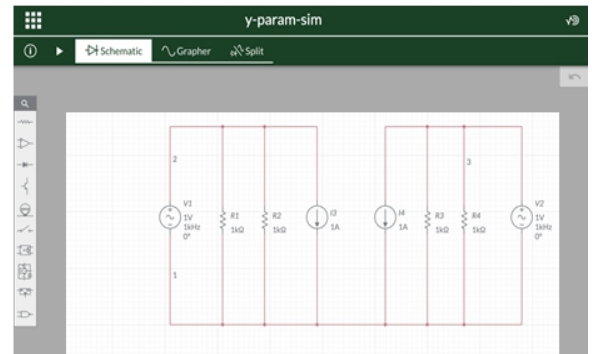 y-param-sim
Schematic
Grapher
Split
2
3
V1
1V
1kHz
0°
R1
1kΩ
R2
1kΩ
I3
1A
I4
1A
R3
1kΩ
R4
1kΩ
V2
1V
1kHz
0°
1